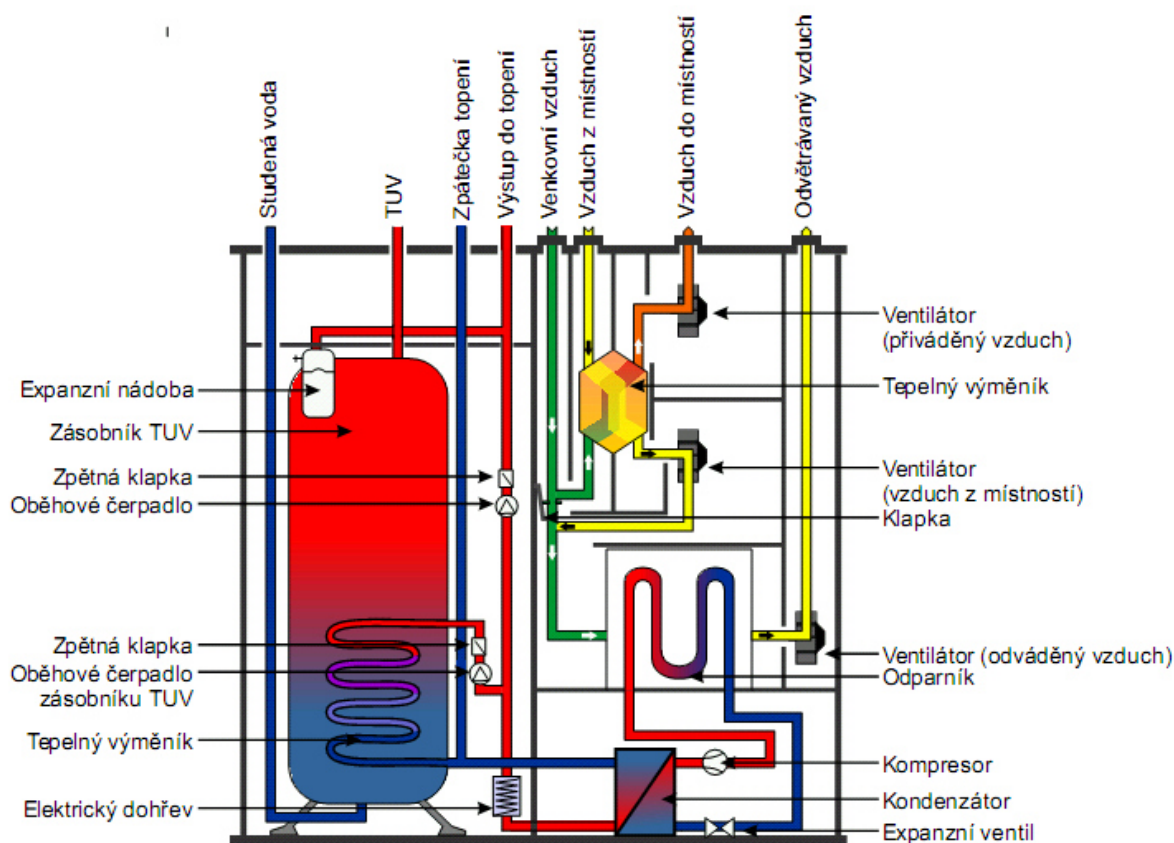 Studená voda
TUV
Zpátečka topení
Výstup do topení
Venkovní vzduch
Vzduch z místností
Vzduch do místností
Odvětrávaný vzduch
Expanzní nádoba
Zásobník TUV
Zpětná klapka
Oběhové čerpadlo
Zpětná klapka
Oběhové čerpadlo
zásobníku TUV
Tepelný výměník
Elektrický dohřev
Ventilátor
(přiváděný vzduch)
Tepelný výměník
Ventilátor
(vzduch z místností)
Klapka
Ventilátor (odváděný vzduch)
Odparník
Kompresor
Kondenzátor
Expanzní ventil